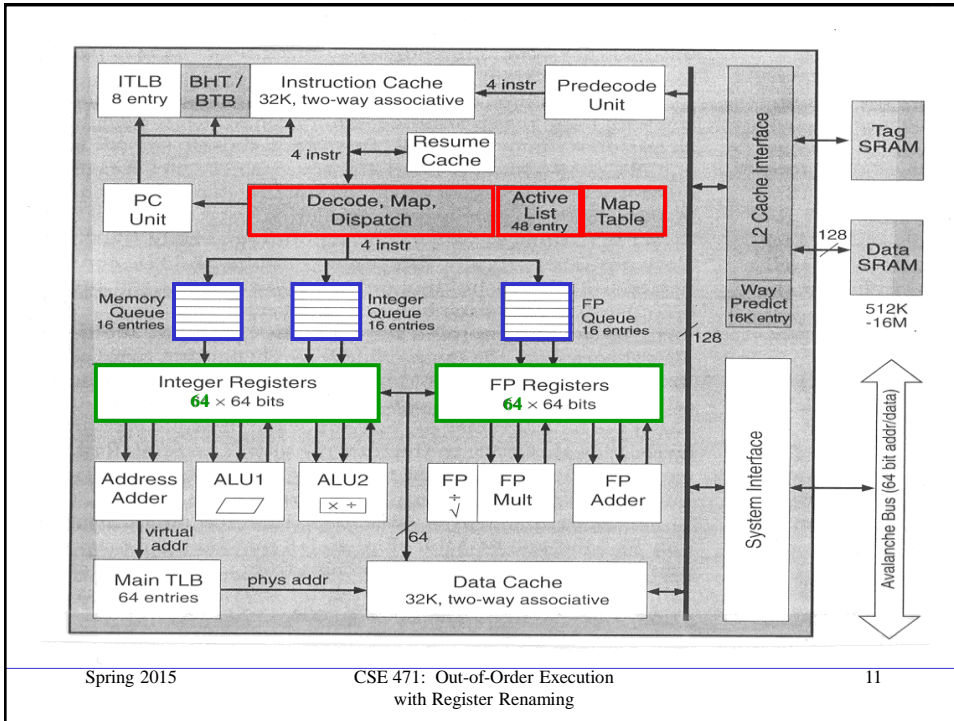 ITLB
8 entry
BHT /
BTB
Instruction Cache
32K, two-way associative
4 instr
Predecode
Unit
4 instr
Resume
Cache
PC
Unit
Decode, Map,
Dispatch
Active
List
48 entry
Map
Table
4 instr
Memory
Queue
16 entries
Integer
Queue
16 entries
FP
Queue
16 entries
Integer Registers
64 × 64 bits
FP Registers
64 × 64 bits
Address
Adder
ALU1
ALU2
× ÷
FP
÷
√
FP
Mult
FP
Adder
virtual
addr
64
Main TLB
64 entries
phys addr
Data Cache
32K, two-way associative
L2 Cache Interface
Way
Predict
16K entry
128
System Interface
Tag
SRAM
128
Data
SRAM
512K
-16M
Avalanche Bus (64 bit addr/data)
Spring 2015
CSE 471: Out-of-Order Execution
with Register Renaming
11